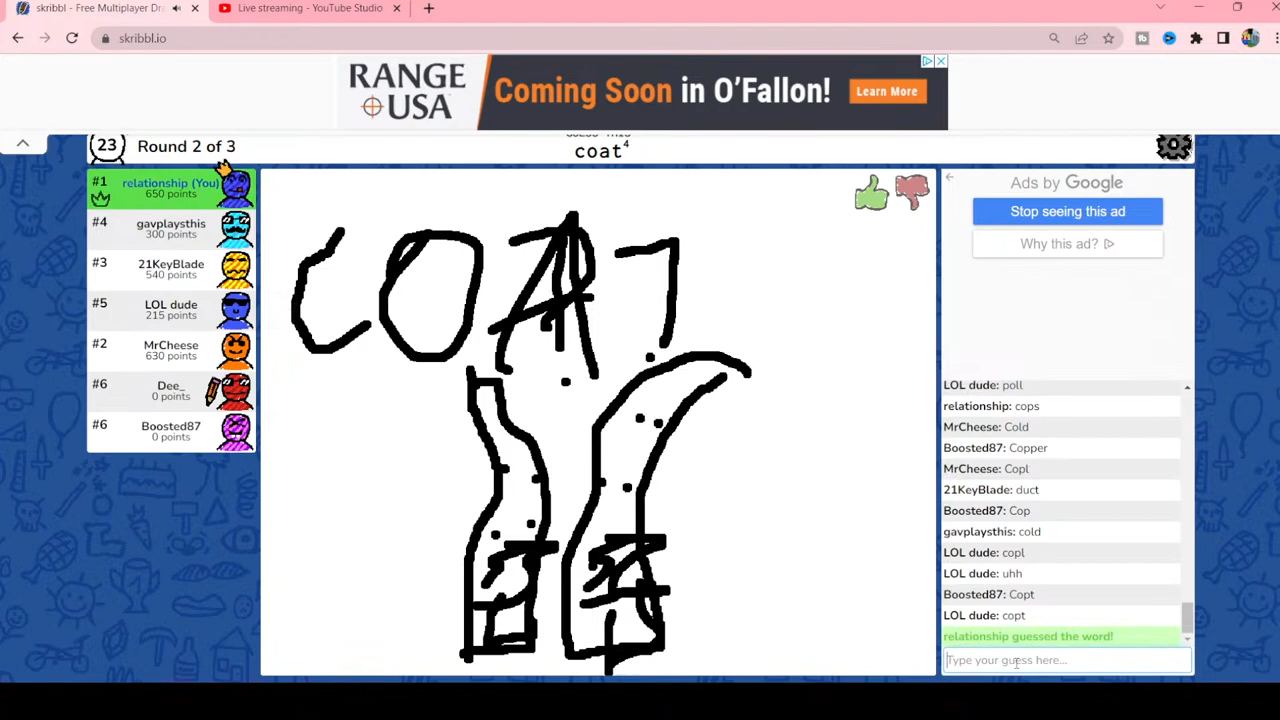 skribbl - Free Multiplayer Dra
Live streaming - YouTube Studio
skribbl.io
RANGE
USA
Coming Soon in O'Fallon!
Learn More
23
Round 2 of 3
GUESS THIS
coat4
#1
relationship (You)
650 points
#4
gavplaysthis
300 points
#3
21KeyBlade
540 points
#5
LOL dude
215 points
#2
MrCheese
630 points
#6
Dee_
0 points
#6
Boosted87
0 points
COAT
Ads by Google
Stop seeing this ad
Why this ad?
LOL dude: poll
relationship: cops
MrCheese: Cold
Boosted87: Copper
MrCheese: Copl
21KeyBlade: duct
Boosted87: Cop
gavplaysthis: cold
LOL dude: copl
LOL dude: uhh
Boosted87: Copt
LOL dude: copt
relationship guessed the word!
Type your guess here...